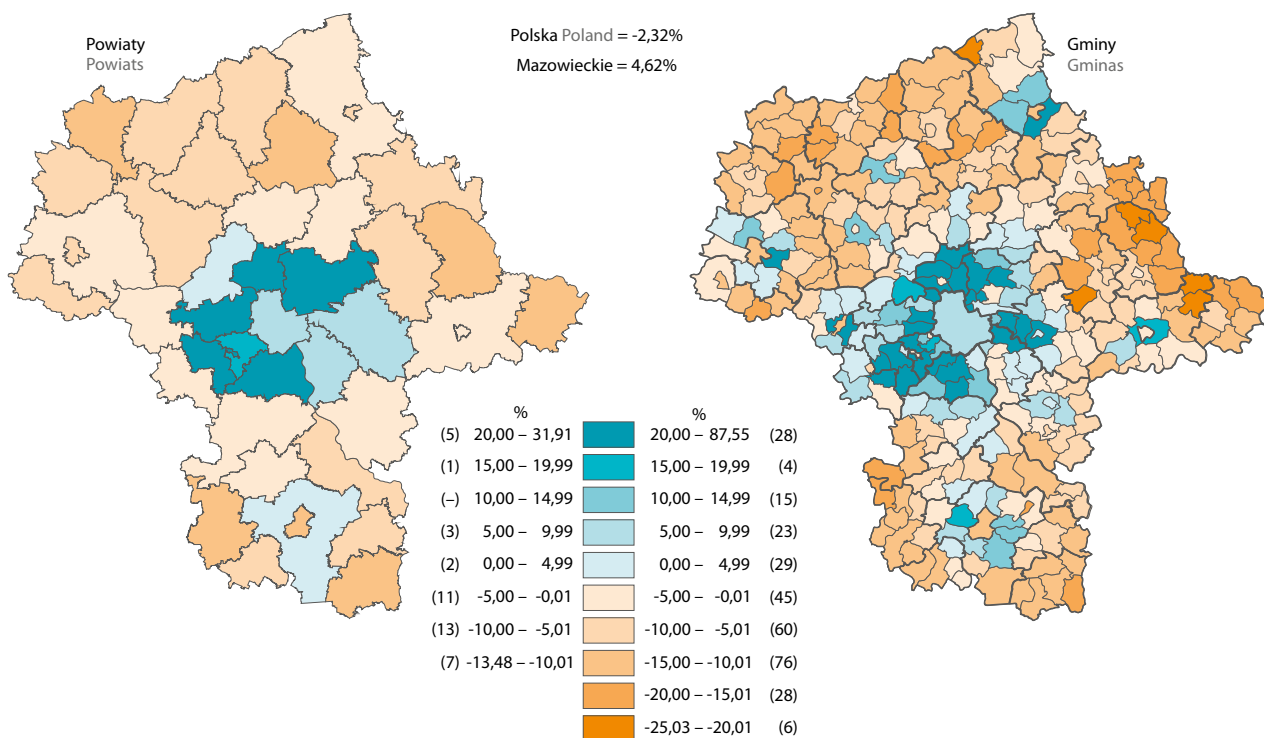 Polska Poland = -2,32%
Mazowieckie = 4,62%
Powiaty
Powiats
Gminy
Gminas
% %
(5) 20,00 – 31,91 20,00 – 87,55 (28)
(1) 15,00 – 19,99 15,00 – 19,99 (4)
(–) 10,00 – 14,99 10,00 – 14,99 (15)
(3) 5,00 – 9,99 5,00 – 9,99 (23)
(2) 0,00 – 4,99 0,00 – 4,99 (29)
(11) -5,00 – -0,01 -5,00 – -0,01 (45)
(13) -10,00 – -5,01 -10,00 – -5,01 (60)
(7) -13,48 – -10,01 -15,00 – -10,01 (76)
-20,00 – -15,01 (28)
-25,03 – -20,01 (6)